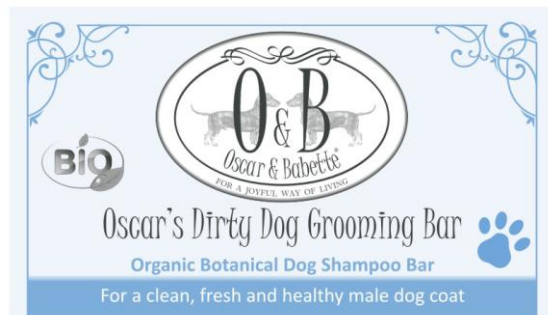 O & B
Oscar & Babette®
FOR A JOYFUL WAY OF LIVING
BIO
Oscar's Dirty Dog Grooming Bar
Organic Botanical Dog Shampoo Bar
For a clean, fresh and healthy male dog coat